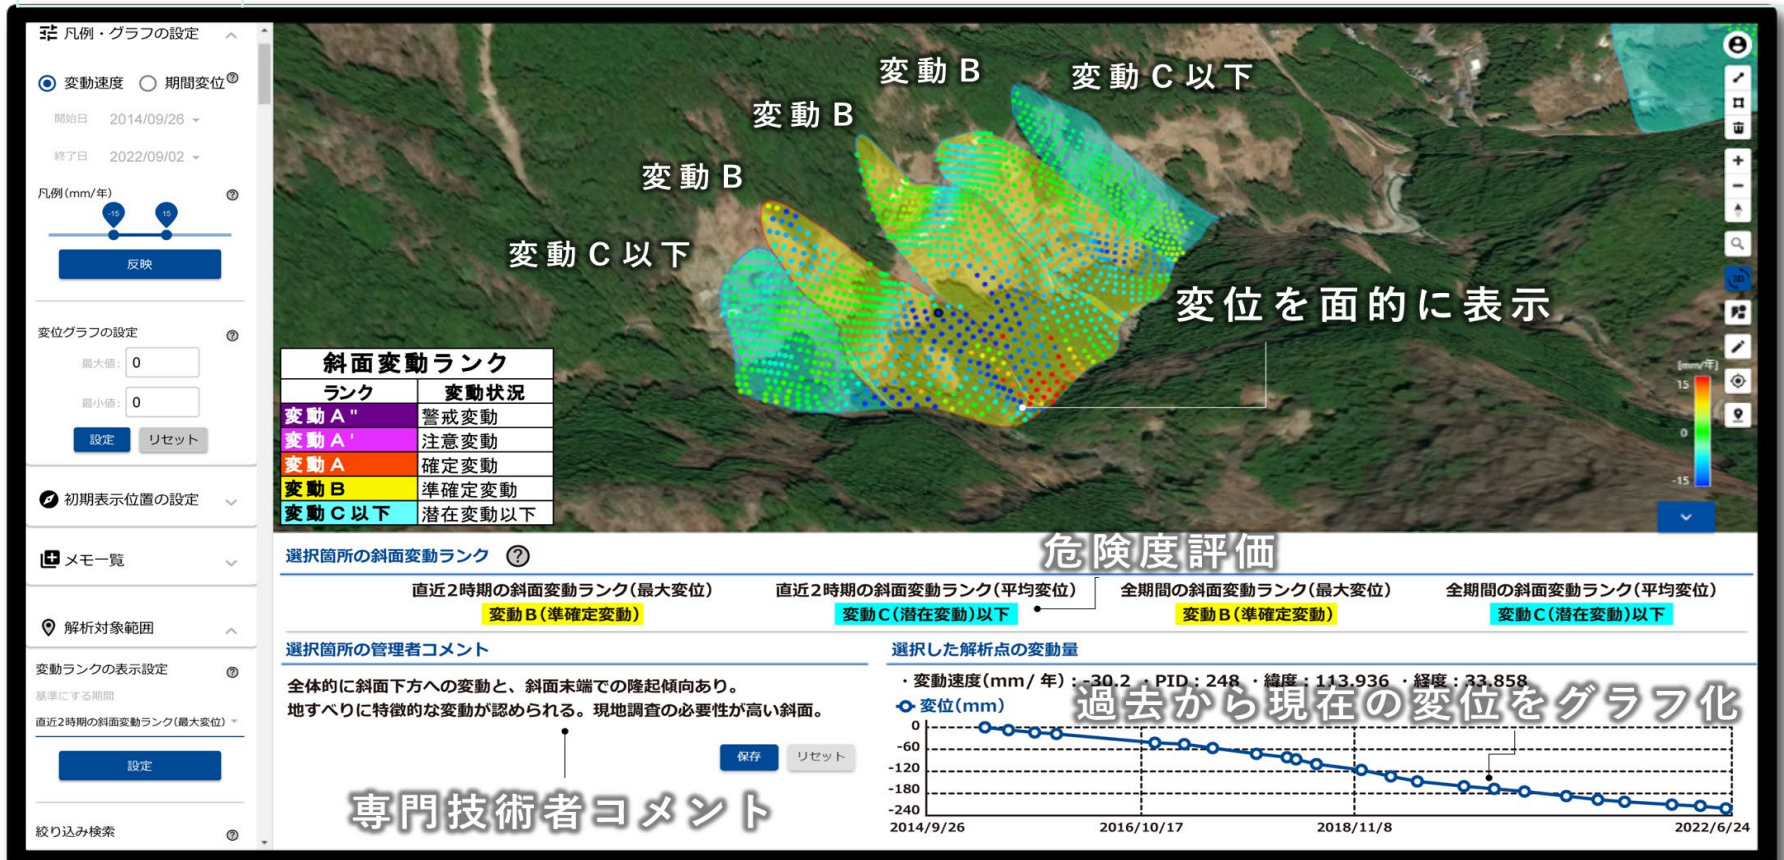 凡例・グラフの設定
変動速度
期間変位
開始日 2014/09/26
終了日 2022/09/02
凡例(mm/年)
-15
15
反映
変位グラフの設定
最大値: 0
最小値: 0
設定
リセット
初期表示位置の設定
メモ一覧
解析対象範囲
変動ランクの表示設定
基準にする期間
直近2時期の斜面変動ランク(最大変位)
設定
絞り込み検索
変動B
変動C以下
変動B
変動B
変動C以下
変位を面的に表示
斜面変動ランク
ランク 変動状況
変動A" 警戒変動
変動A' 注意変動
変動A 確定変動
変動B 準確定変動
変動C以下 潜在変動以下
3D
[mm/年]
15
0
-15
選択箇所の斜面変動ランク ?
危険度評価
直近2時期の斜面変動ランク(最大変位)
変動B(準確定変動)
直近2時期の斜面変動ランク(平均変位)
変動C(潜在変動)以下
全期間の斜面変動ランク(最大変位)
変動B(準確定変動)
全期間の斜面変動ランク(平均変位)
変動C(潜在変動)以下
選択箇所の管理者コメント
全体的に斜面下方への変動と、斜面末端での隆起傾向あり。
地すべりに特徴的な変動が認められる。現地調査の必要性が高い斜面。
保存
リセット
専門技術者コメント
選択した解析点の変動量
・変動速度(mm/年):-30.2 ・PID:248 ・緯度:113.936 ・経度:33.858
過去から現在の変位をグラフ化
変位(mm)
0
-60
-120
-180
-240
2014/9/26
2016/10/17
2018/11/8
2022/6/24